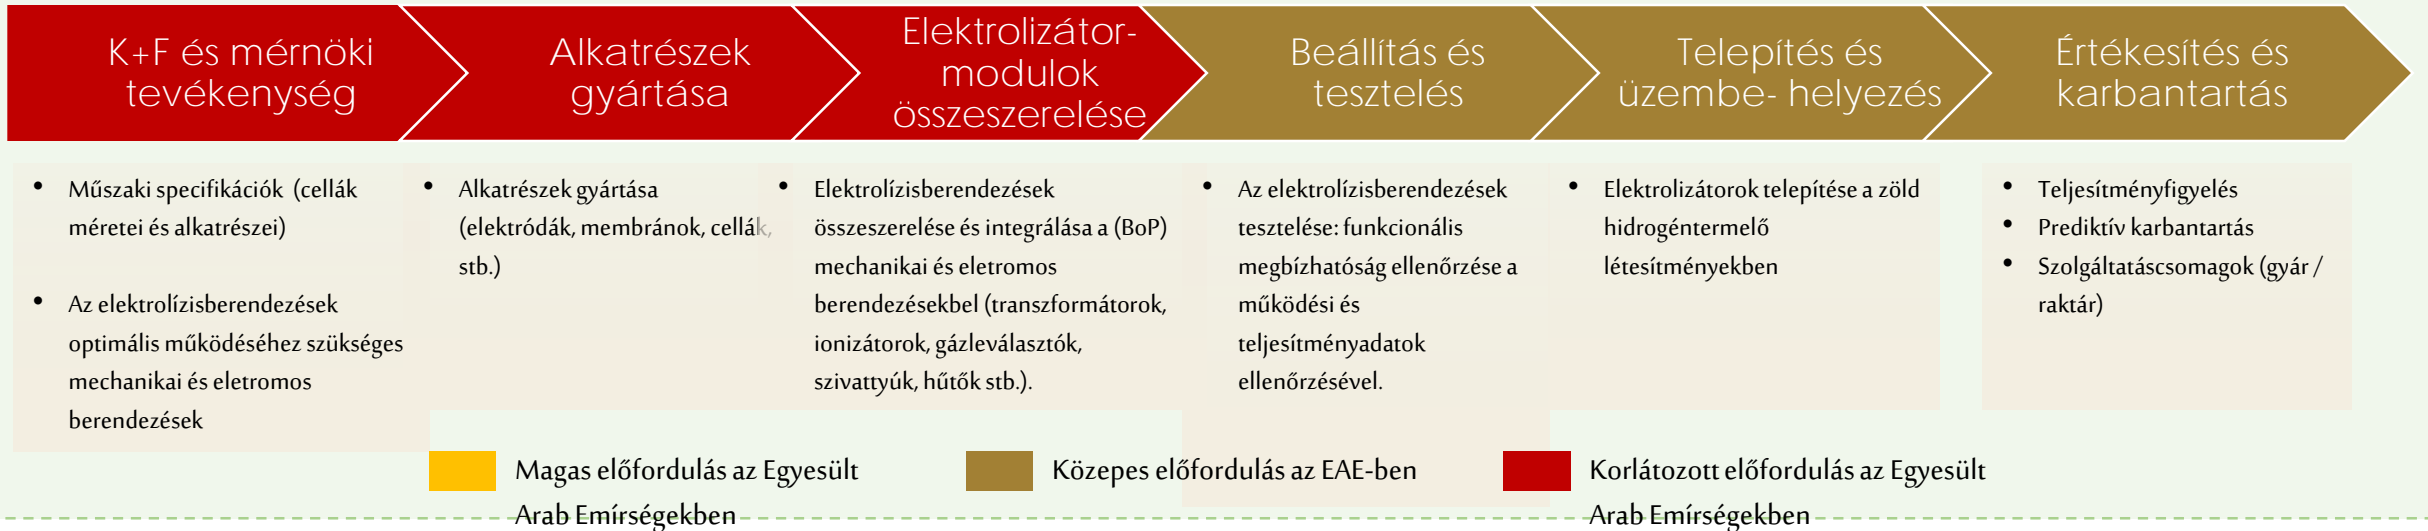 K+F és mérnöki
tevékenység
Alkatrészek
gyártása
Elektrolizátor-
modulok
összeszerelése
Beállítás és
tesztelés
Telepítés és
üzembe- helyezés
Értékesítés és
karbantartás
• Műszaki specifikációk (cellák
méretei és alkatrészei)
• Az elektrolízisberendezések
optimális működéséhez szükséges
mechanikai és eletromos
berendezések
• Alkatrészek gyártása
(elektródák, membránok, cellák,
stb.)
• Elektrolízisberendezések
összeszerelése és integrálása a (BoP)
mechanikai és eletromos
berendezésekbel (transzformátorok,
ionizátorok, gázleválasztók,
szivattyúk, hűtők stb.).
• Az elektrolízisberendezések
tesztelése: funkcionális
megbízhatóság ellenőrzése a
működési és
teljesítményadatok
ellenőrzésével.
• Elektrolizátorok telepítése a zöld
hidrogéntermelő
létesítményekben
• Teljesítményfigyelés
• Prediktív karbantartás
• Szolgáltatáscsomagok (gyár /
raktár)
Magas előfordulás az Egyesült
Arab Emírségekben
Közepes előfordulás az EAE-ben
Korlátozott előfordulás az Egyesült
Arab Emírségekben